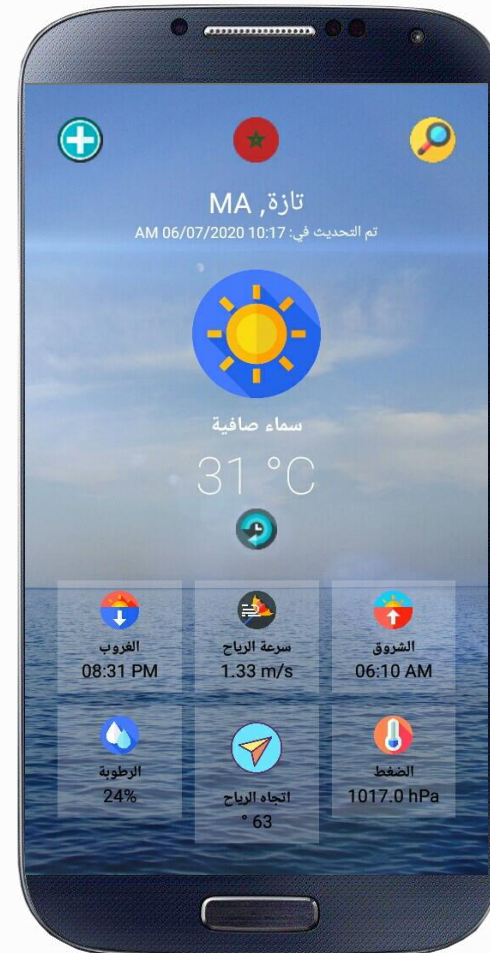 تازة, MA
تم التحديث في: 10:17 06/07/2020 AM
سماء صافية
31 °C
الشروق
06:10 AM
سرعة الرياح
1.33 m/s
الغروب
08:31 PM
الضغط
1017.0 hPa
اتجاه الرياح
63 °
الرطوبة
24%